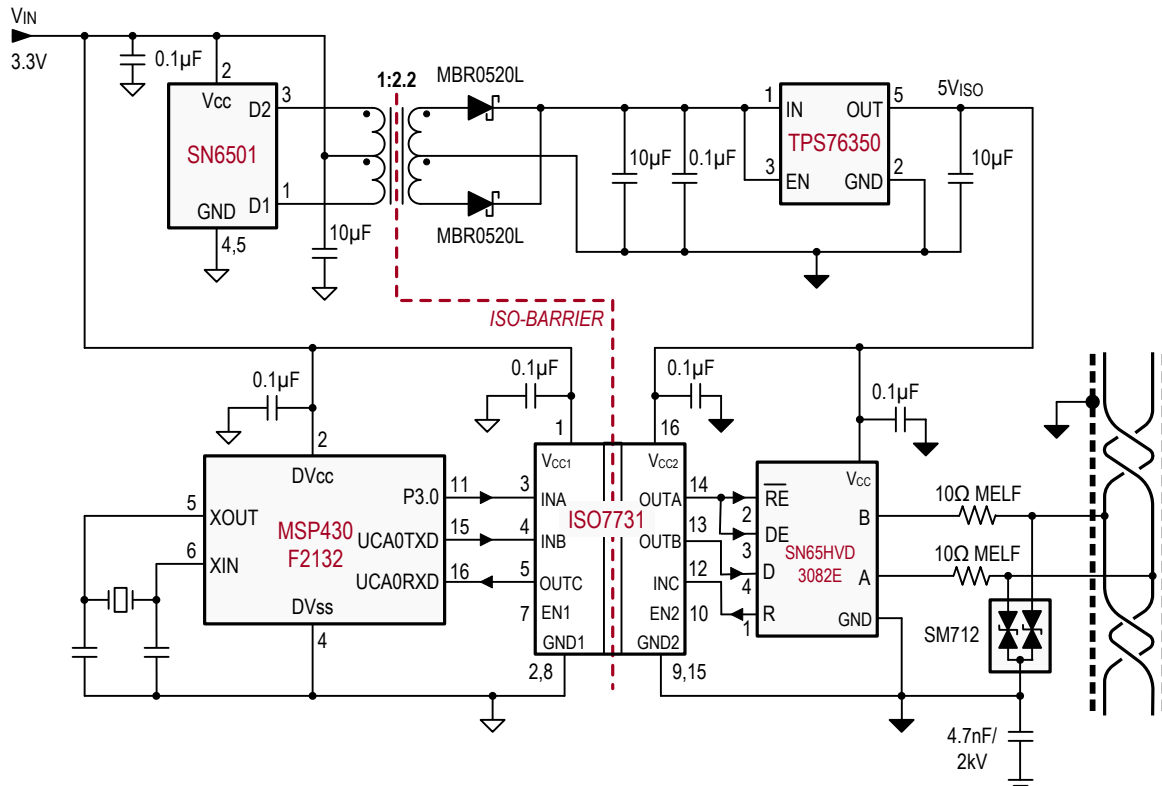 VIN
3.3V
0.1µF
2
Vcc
D2
3
SN6501
D1
1
GND
4,5
1:2.2
10µF
MBR0520L
MBR0520L
10µF
0.1µF
1
IN
OUT
5
TPS76350
3
EN
GND
2
5VISO
10µF
ISO-BARRIER
0.1µF
2
DVcc
5
XOUT
6
XIN
MSP430
F2132
P3.0
11
UCA0TXD
15
UCA0RXD
16
DVss
4
0.1µF
1
VCC1
3
INA
4
INB
5
OUTC
7
EN1
GND1
2,8
ISO7731
0.1µF
16
VCC2
OUTA
14
OUTB
13
INC
12
EN2
10
GND2
9,15
0.1µF
VCC
RE
2
DE
3
D
4
R
1
SN65HVD
3082E
B
A
GND
10Ω MELF
10Ω MELF
SM712
4.7nF/
2kV